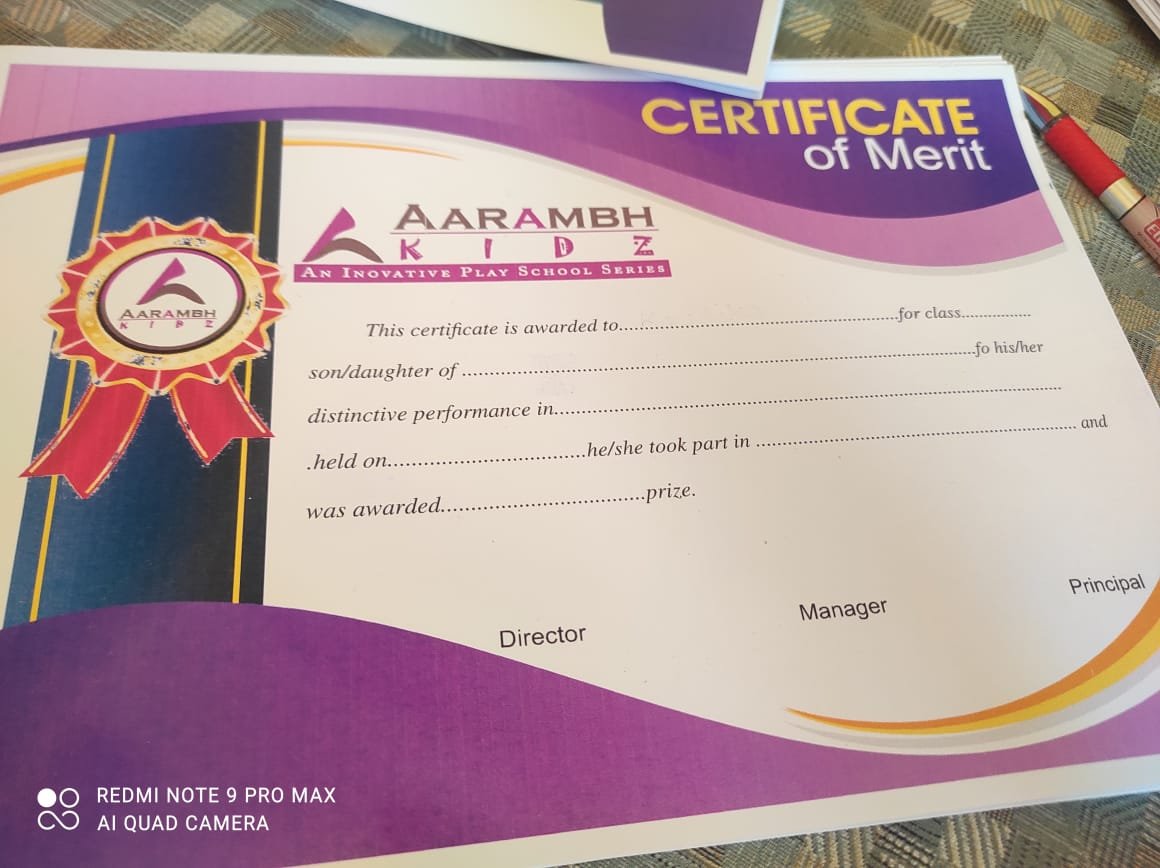 CERTIFICATE
of Merit
AARAMBH
KIDZ
AN INOVATIVE PLAY SCHOOL SERIES
AARAMBH
KIDZ
This certificate is awarded to..................................................for class...............
son/daughter of ..........................................................................................fo his/her
distinctive performance in..........................................................................................
.held on................................he/she took part in ........................................................ and
was awarded.................................prize.
Director
Manager
Principal
REDMI NOTE 9 PRO MAX
AI QUAD CAMERA